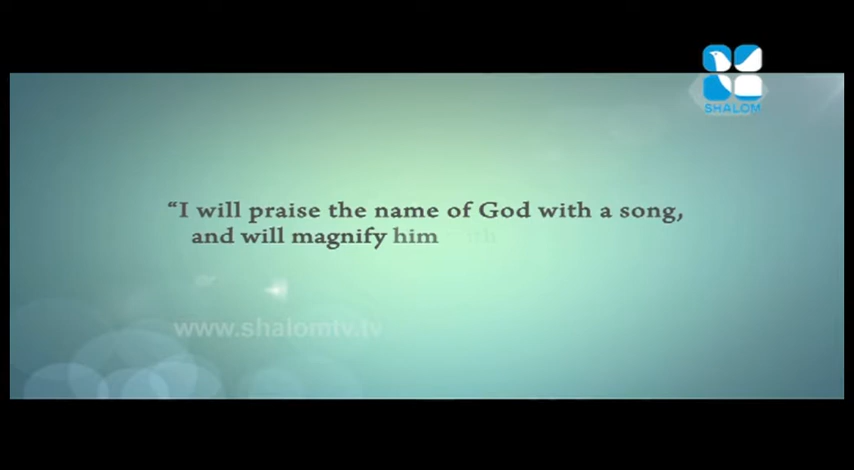 SHALOM
“I will praise the name of God with a song,
and will magnify him
www.shalomtv.tv